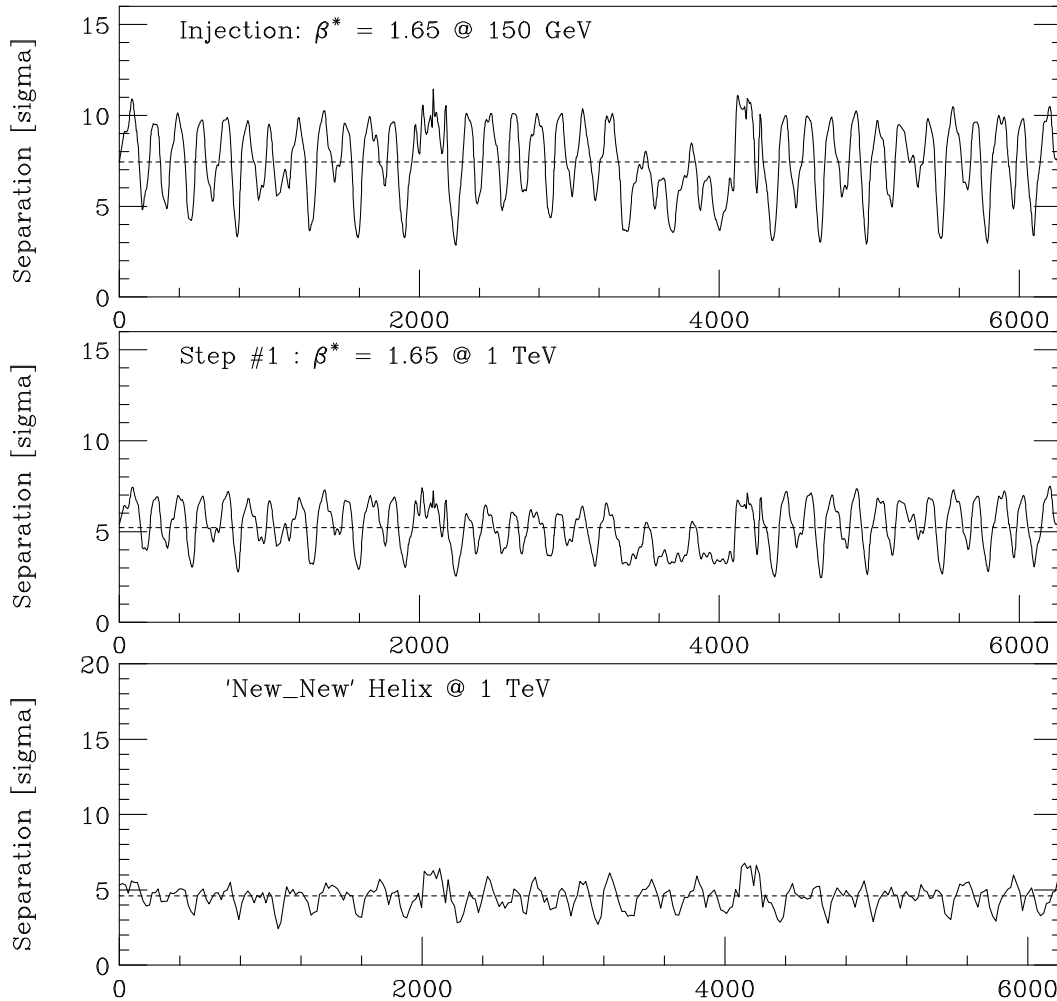 Injection: β* = 1.65 @ 150 GeV
Separation [sigma]
15
10
5
0
0 2000 4000 6000
Step #1 : β* = 1.65 @ 1 TeV
Separation [sigma]
15
10
5
0
0 2000 4000 6000
'New_New' Helix @ 1 TeV
Separation [sigma]
20
15
10
5
0
0 2000 4000 6000